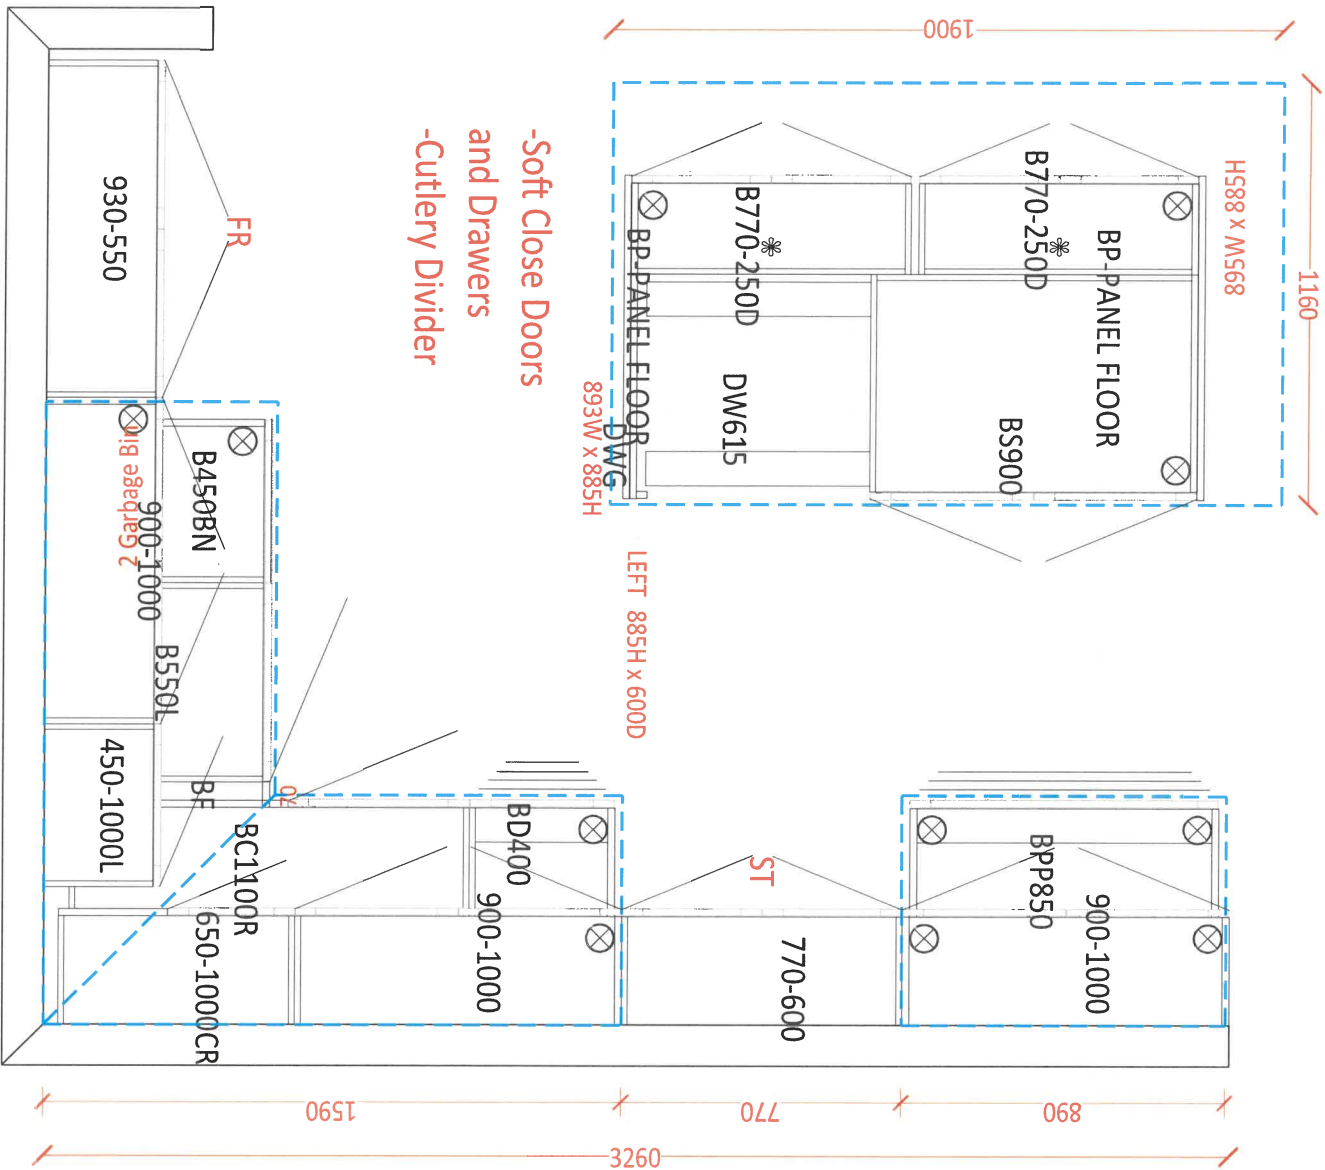 1900
1160
895W x 885H
B770-250D
B770-250D
BP-PANEL FLOOR
BP-PANEL FLOOR
DW615
BS900
DWG
893W x 885H
-Soft Close Doors
and Drawers
-Cutlery Divider
LEFT 885H x 600D
930-550
FR
2 Garbage Bin
B450BN
900-1000
B550L
450-1000L
BF
70
BC1100R
650-1000CR
BD400
900-1000
ST
770-600
BPP850
900-1000
1590
770
890
3260